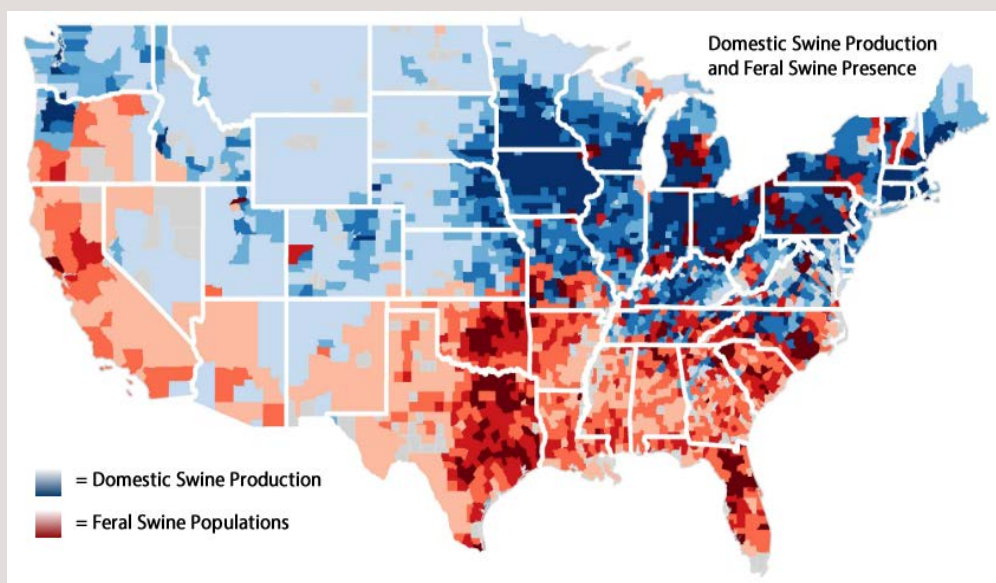 Domestic Swine Production
and Feral Swine Presence
= Domestic Swine Production
= Feral Swine Populations